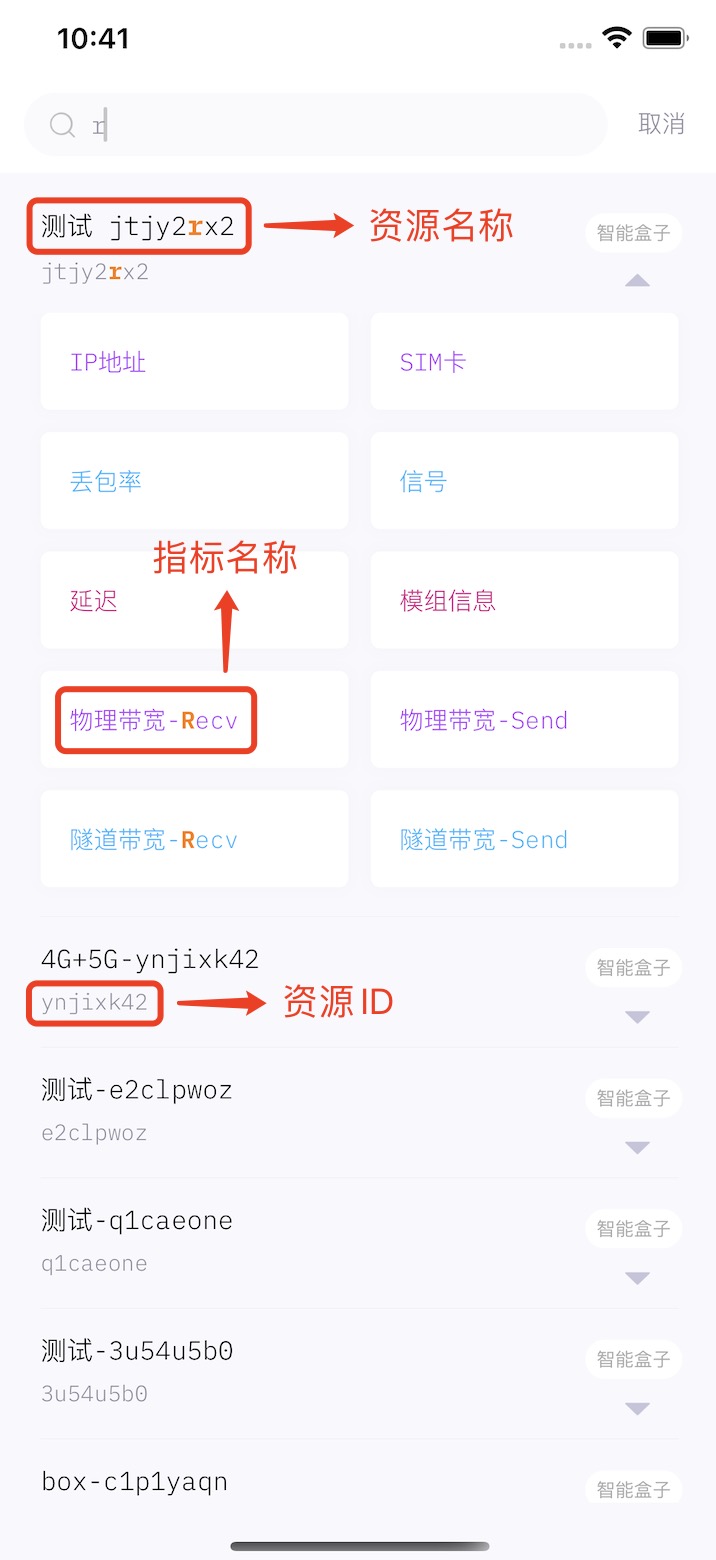 10:41
r
取消
测试 jtjy2rx2
资源名称
智能盒子
jtjy2rx2
IP地址
SIM卡
丢包率
信号
指标名称
延迟
模组信息
物理带宽-Recv
物理带宽-Send
隧道带宽-Recv
隧道带宽-Send
4G+5G-ynjixk42
智能盒子
ynjixk42
资源ID
测试-e2clpwoz
智能盒子
e2clpwoz
测试-q1caeone
智能盒子
q1caeone
测试-3u54u5b0
智能盒子
3u54u5b0
box-c1p1yaqn
智能盒子